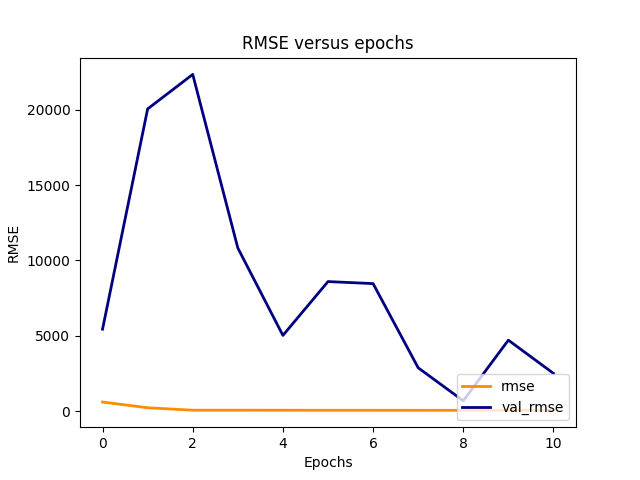 RMSE versus epochs
RMSE
20000
15000
10000
5000
0
0 2 4 6 8 10
Epochs
rmse
val_rmse